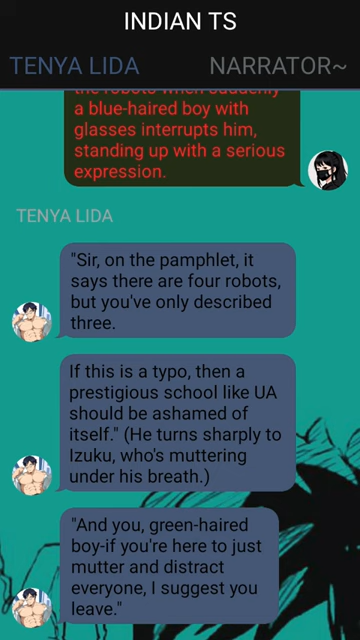 INDIAN TS
TENYA LIDA NARRATOR~
the robots when suddenly
a blue-haired boy with
glasses interrupts him,
standing up with a serious
expression.
TENYA LIDA
"Sir, on the pamphlet, it
says there are four robots,
but you've only described
three.
If this is a typo, then a
prestigious school like UA
should be ashamed of
itself." (He turns sharply to
Izuku, who's muttering
under his breath.)
"And you, green-haired
boy-if you're here to just
mutter and distract
everyone, I suggest you
leave."